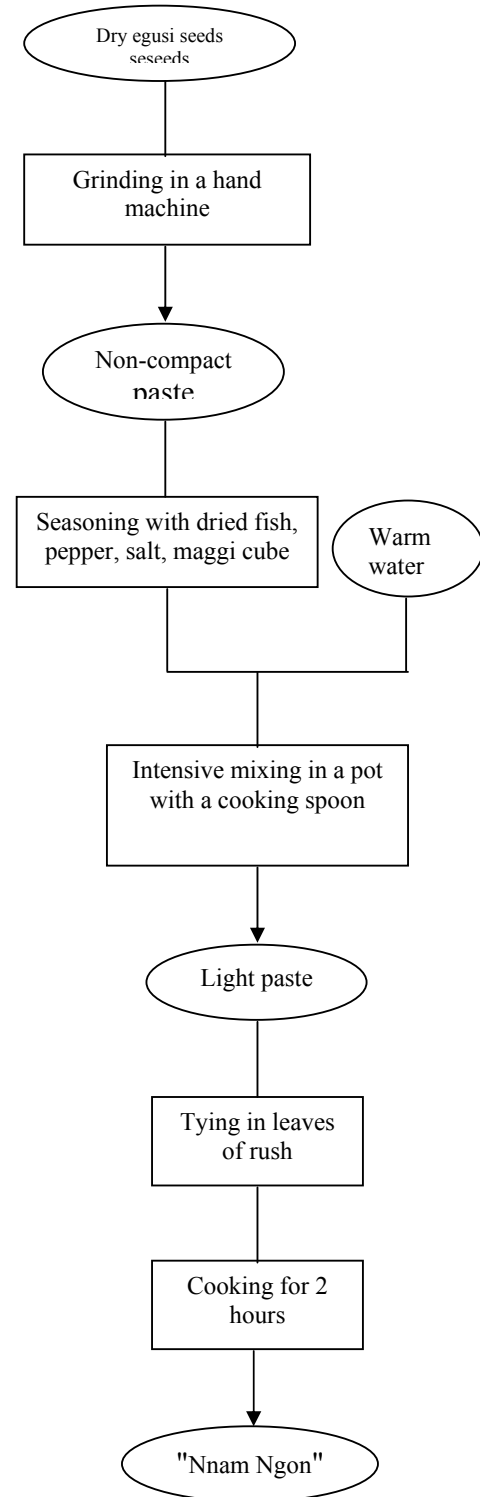 Dry egusi seeds
seseeds
Grinding in a hand
machine
Non-compact
paste
Seasoning with dried fish,
pepper, salt, maggi cube
Warm
water
Intensive mixing in a pot
with a cooking spoon
Light paste
Tying in leaves
of rush
Cooking for 2
hours
"Nnam Ngon"